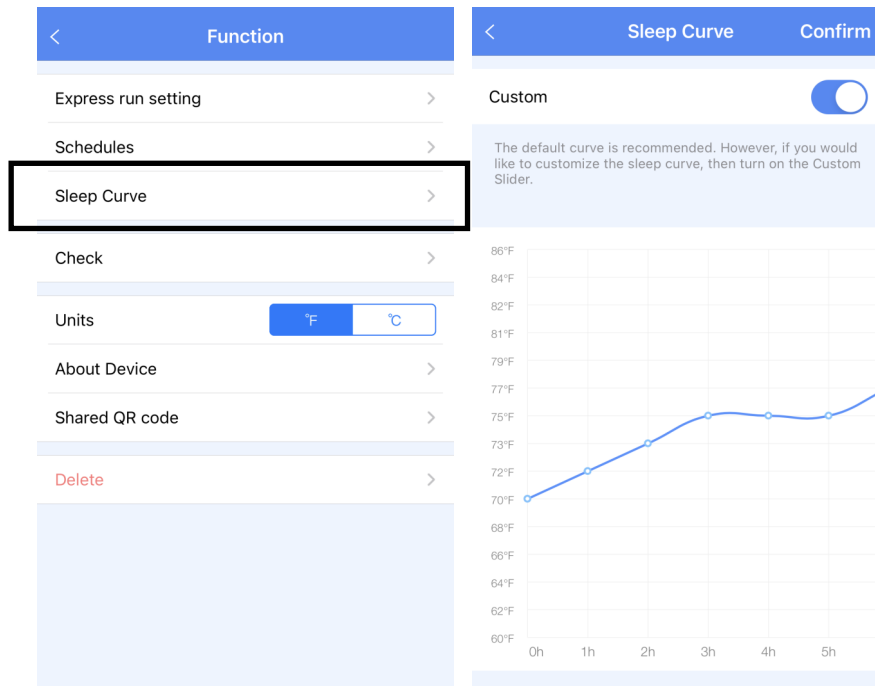 Function
Express run setting
Schedules
Sleep Curve
Check
Units
°F
°C
About Device
Shared QR code
Delete
Sleep Curve
Confirm
Custom
The default curve is recommended. However, if you would
like to customize the sleep curve, then turn on the Custom
Slider.
86°F
84°F
82°F
81°F
79°F
77°F
75°F
73°F
72°F
70°F
68°F
66°F
64°F
62°F
60°F
0h 1h 2h 3h 4h 5h